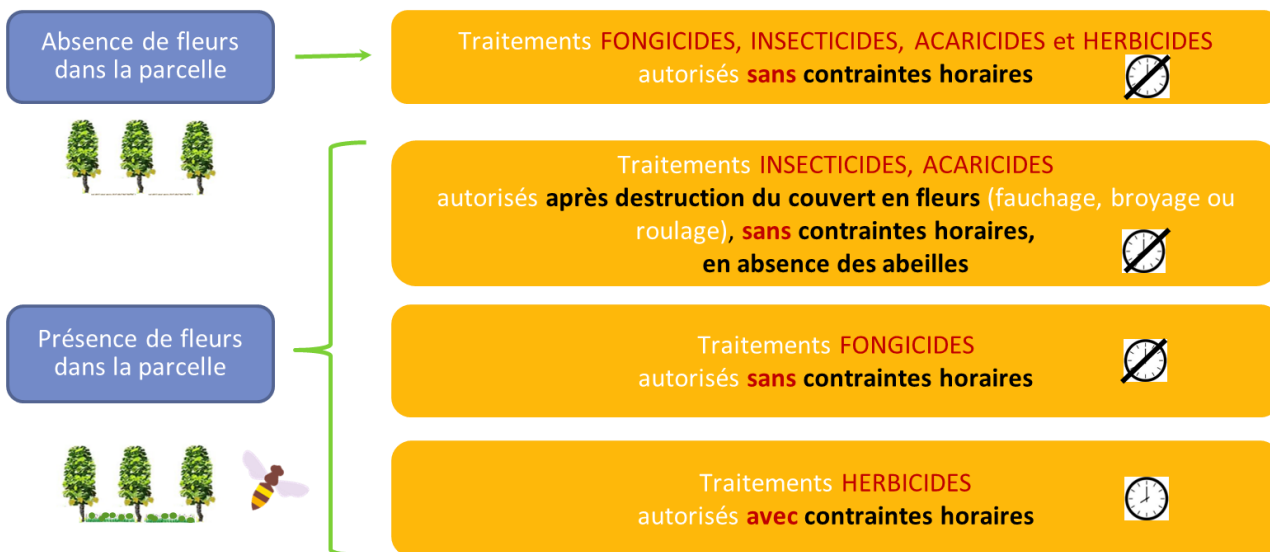 Absence de fleurs
dans la parcelle
Traitements FONGICIDES, INSECTICIDES, ACARICIDES et HERBICIDES
autorisés sans contraintes horaires
Traitements INSECTICIDES, ACARICIDES
autorisés après destruction du couvert en fleurs (fauchage, broyage ou
roulage), sans contraintes horaires,
en absence des abeilles
Présence de fleurs
dans la parcelle
Traitements FONGICIDES
autorisés sans contraintes horaires
Traitements HERBICIDES
autorisés avec contraintes horaires